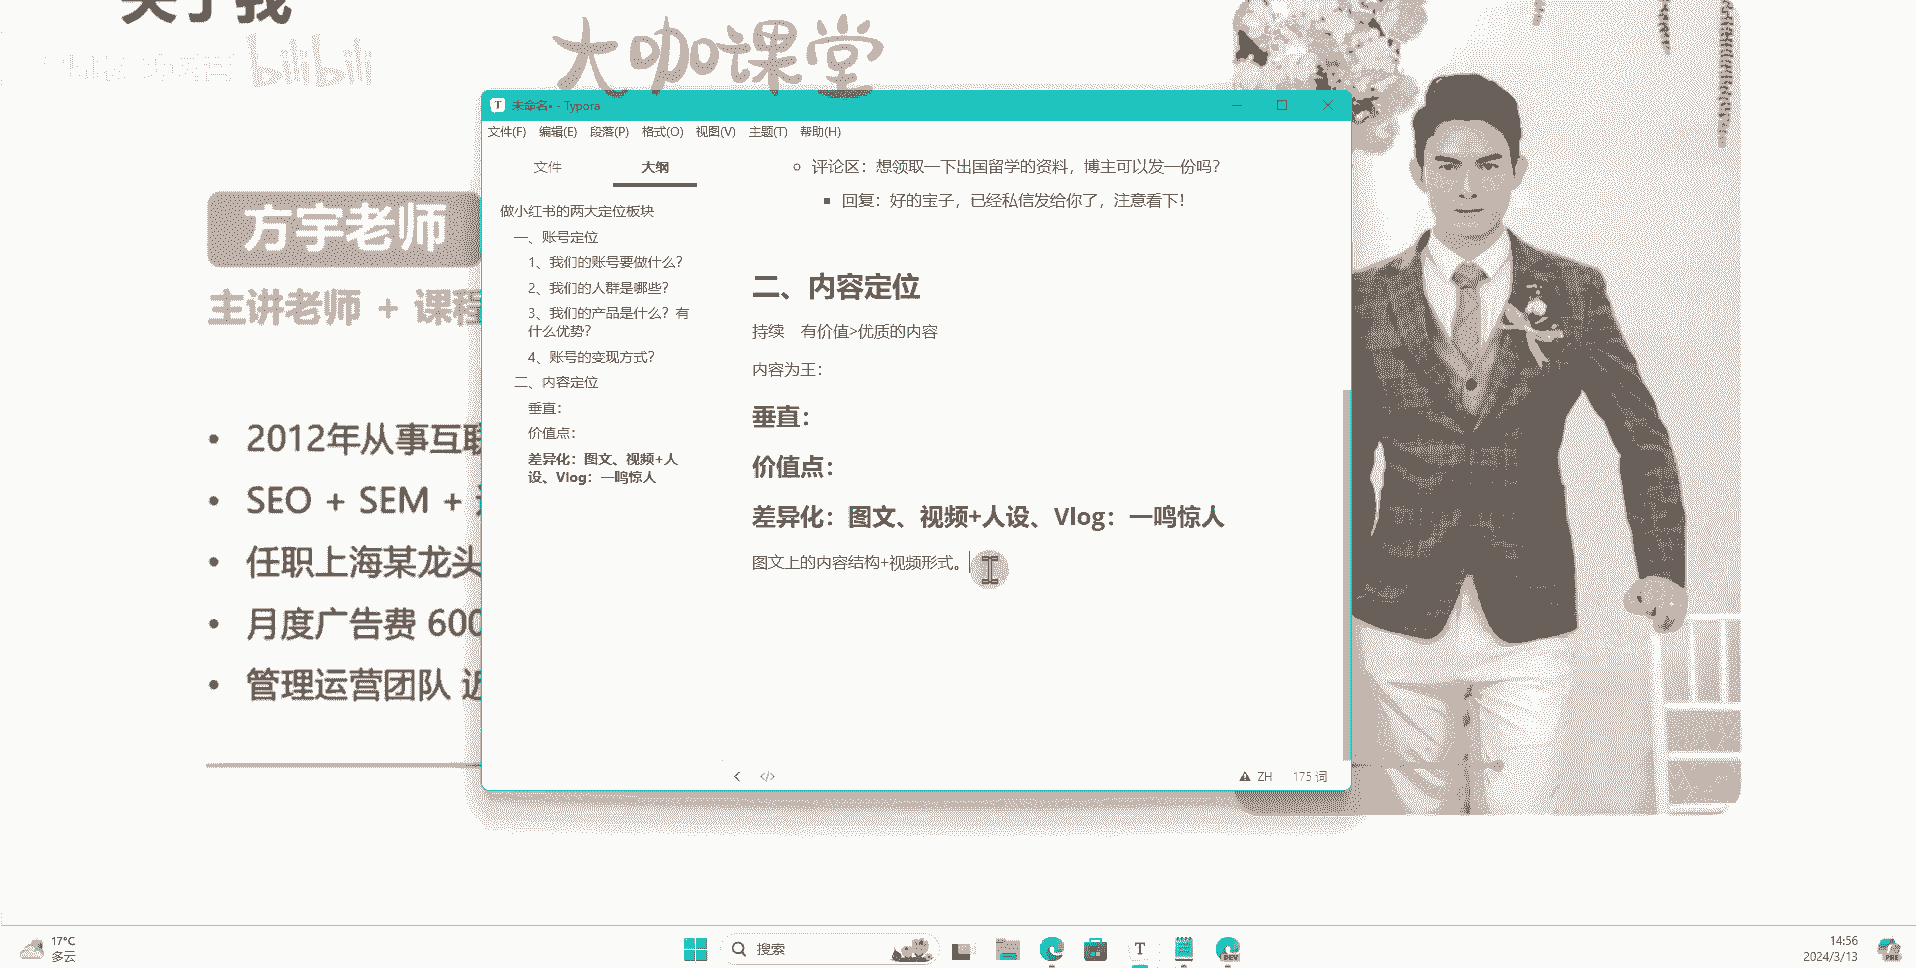 关于我
bilibili
大咖课堂
方宇老师
主讲老师 + 课程
2012年从事互联
SEO + SEM +
任职上海某龙头
月度广告费 600
管理运营团队 近
未命名• - Typora
文件(F) 编辑(E) 段落(P) 格式(O) 视图(V) 主题(T) 帮助(H)
文件 大纲
做小红书的两大定位板块
一、账号定位
1、我们的账号要做什么？
2、我们的人群是哪些？
3、我们的产品是什么？有
什么优势？
4、账号的变现方式？
二、内容定位
垂直：
价值点：
差异化：图文、视频+人
设、Vlog：一鸣惊人
评论区：想领取一下出国留学的资料，博主可以发一份吗？
回复：好的宝子，已经私信发给你了，注意看下！
二、内容定位
持续 有价值>优质的内容
内容为王：
垂直：
价值点：
差异化：图文、视频+人设、Vlog：一鸣惊人
图文上的内容结构+视频形式。
ZH 175 词
17°C
多云
搜索
14:56
2024/3/13